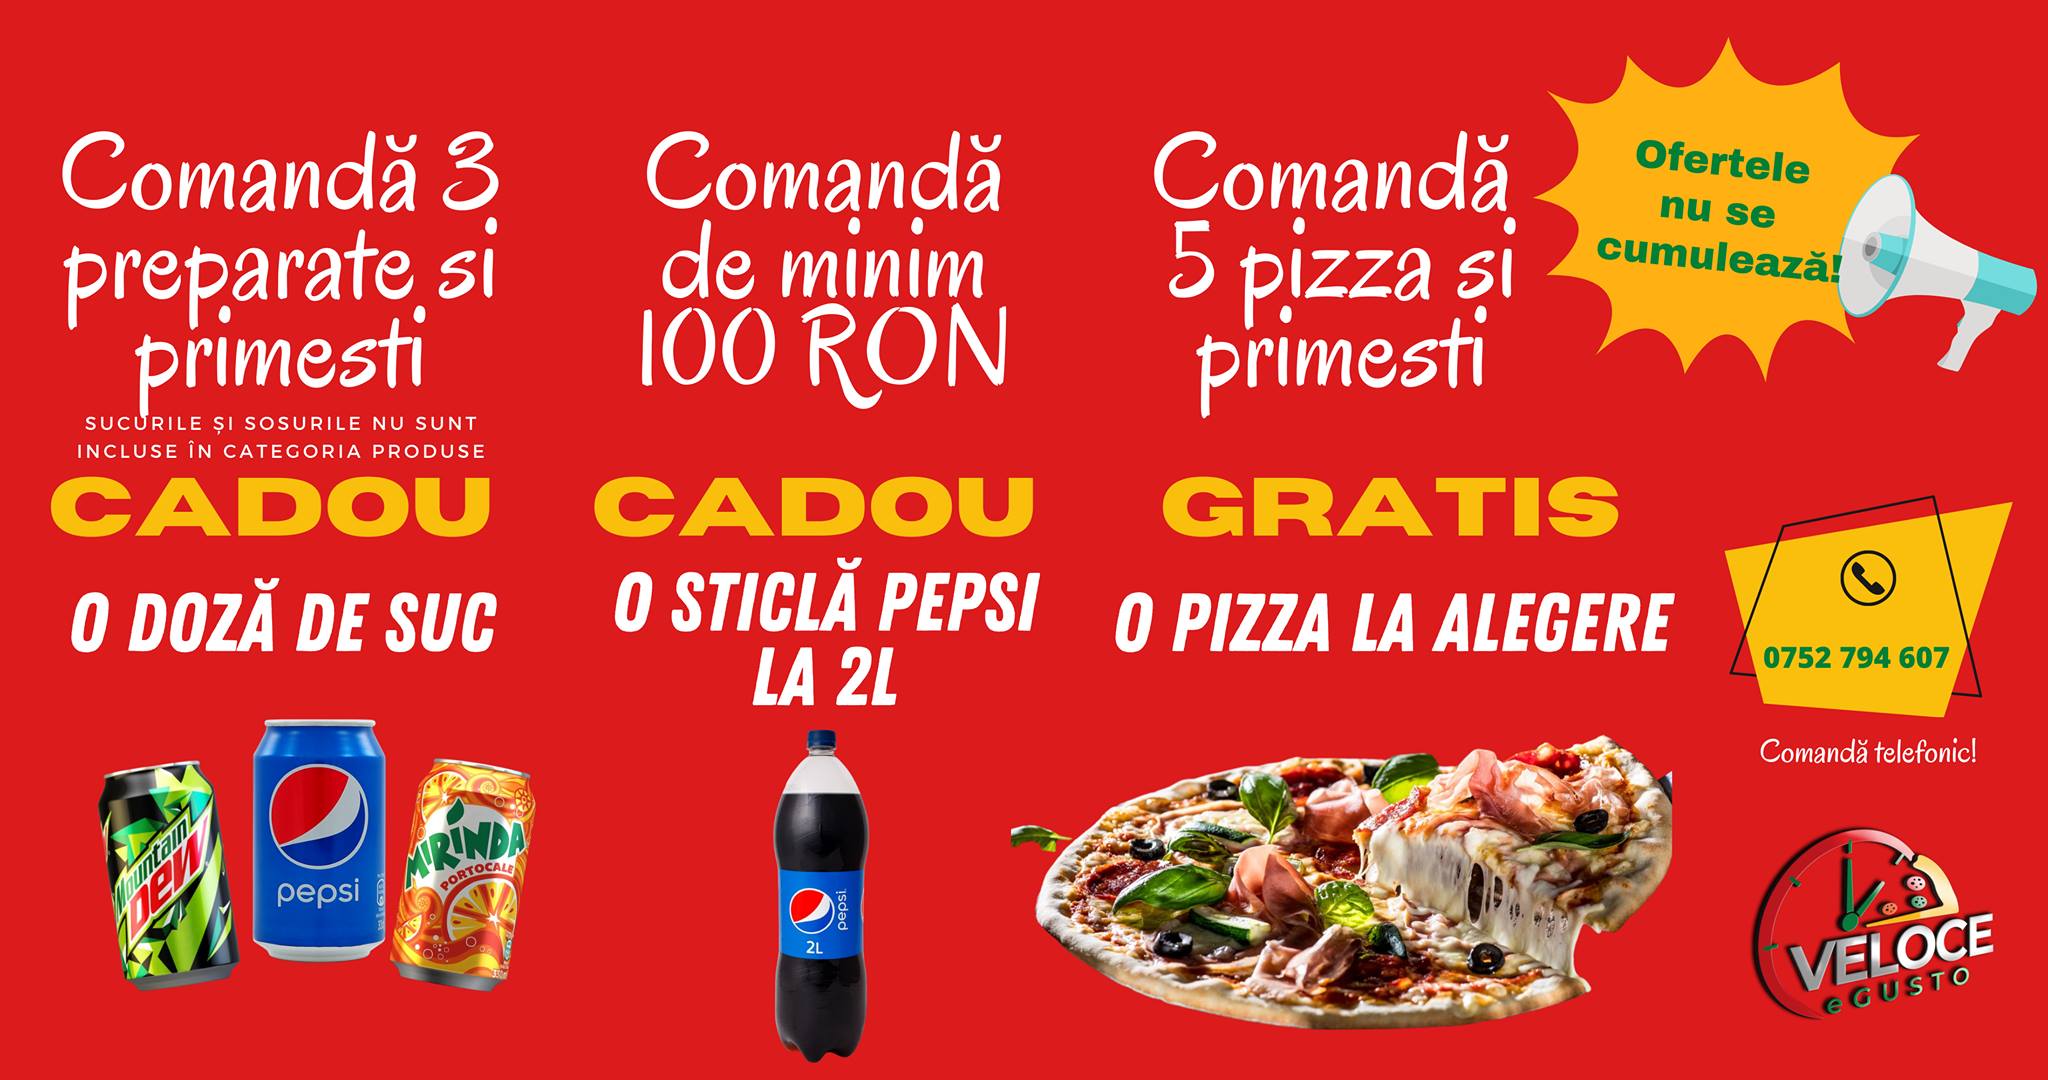 Comandă 3
preparate si
primesti
SUCURILE ȘI SOSURILE NU SUNT
INCLUSE ÎN CATEGORIA PRODUSE
CADOU
O DOZĂ DE SUC
Mountain
DEW
pepsi
MIRINDA
PORTOCALE
Comandă
de minim
100 RON
CADOU
O STICLĂ PEPSI
LA 2L
pepsi
2L
Comandă
5 pizza si
primesti
GRATIS
O PIZZA LA ALEGERE
Ofertele
nu se
cumulează!
0752 794 607
Comandă telefonic!
VELOCE
eGUSTO